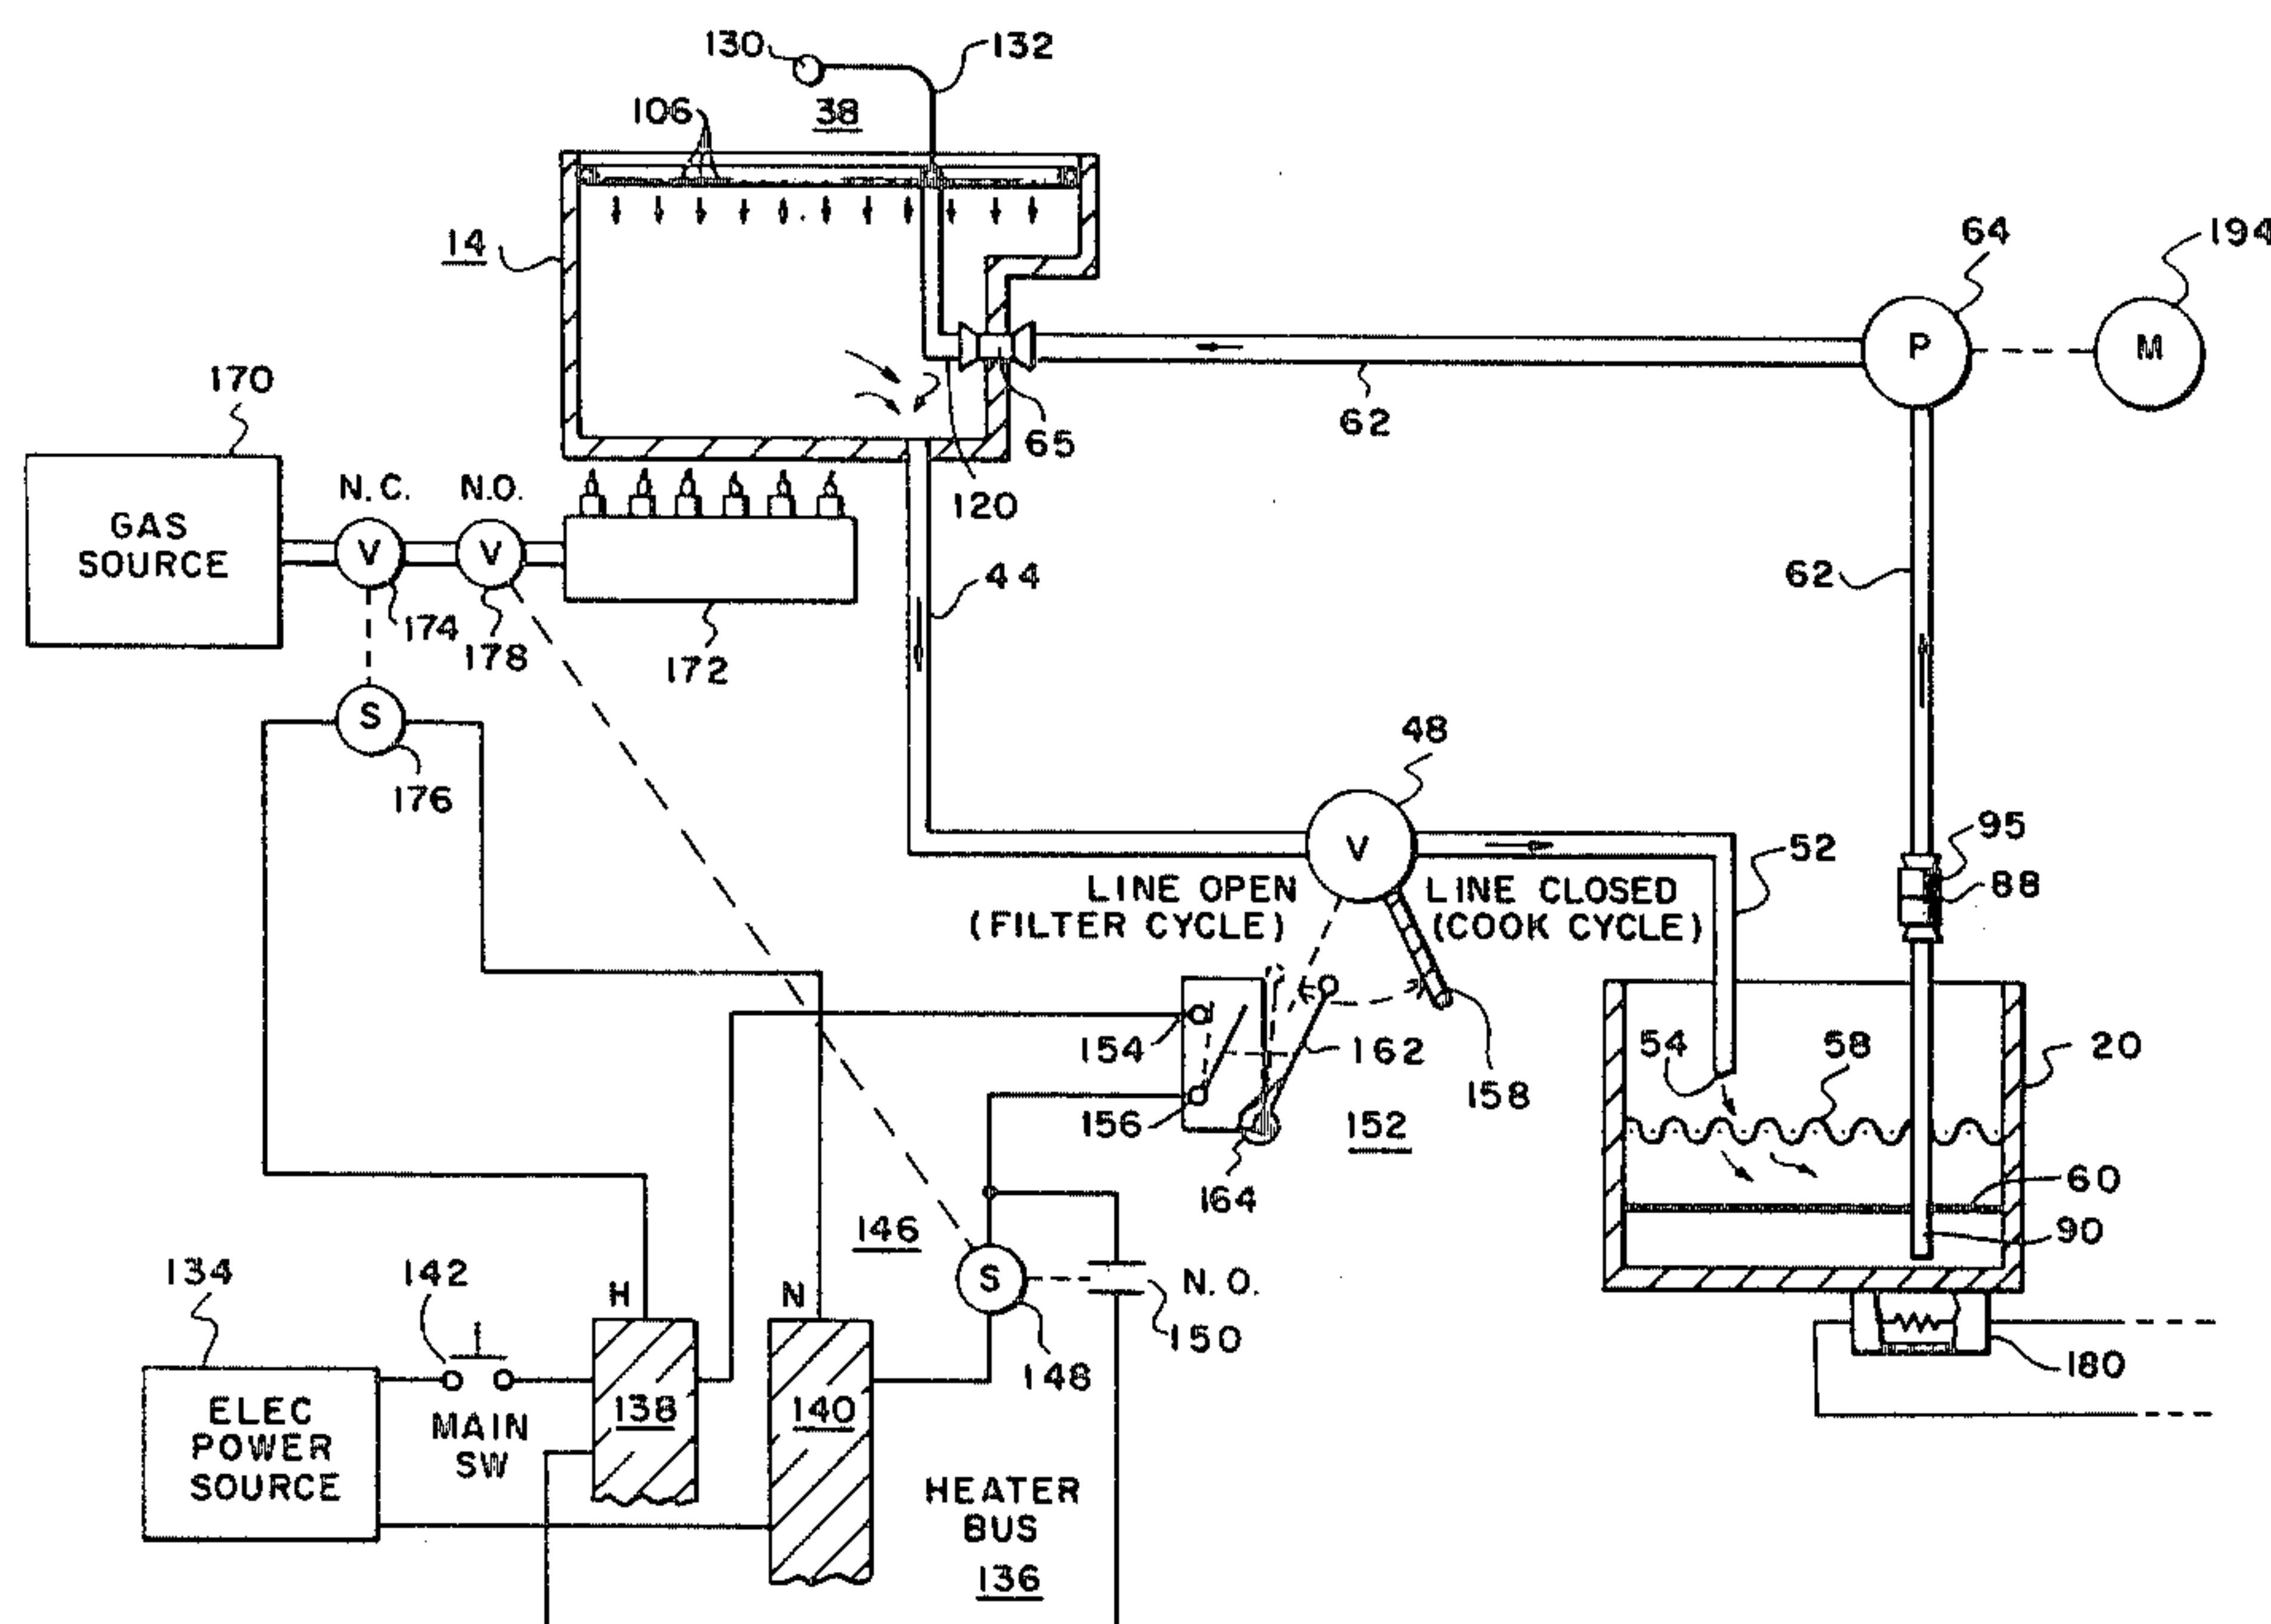 130
132
38
106
14
64
194
P
M
62
65
120
170
GAS
SOURCE
N.C.
N.O.
V
V
174
178
172
44
62
S
176
48
V
95
88
52
LINE OPEN
(FILTER CYCLE)
LINE CLOSED
(COOK CYCLE)
154
162
158
156
152
164
54
58
20
60
90
180
146
134
142
H
N
S
N.O.
150
148
ELEC
POWER
SOURCE
MAIN
SW
138
140
HEATER
BUS
136